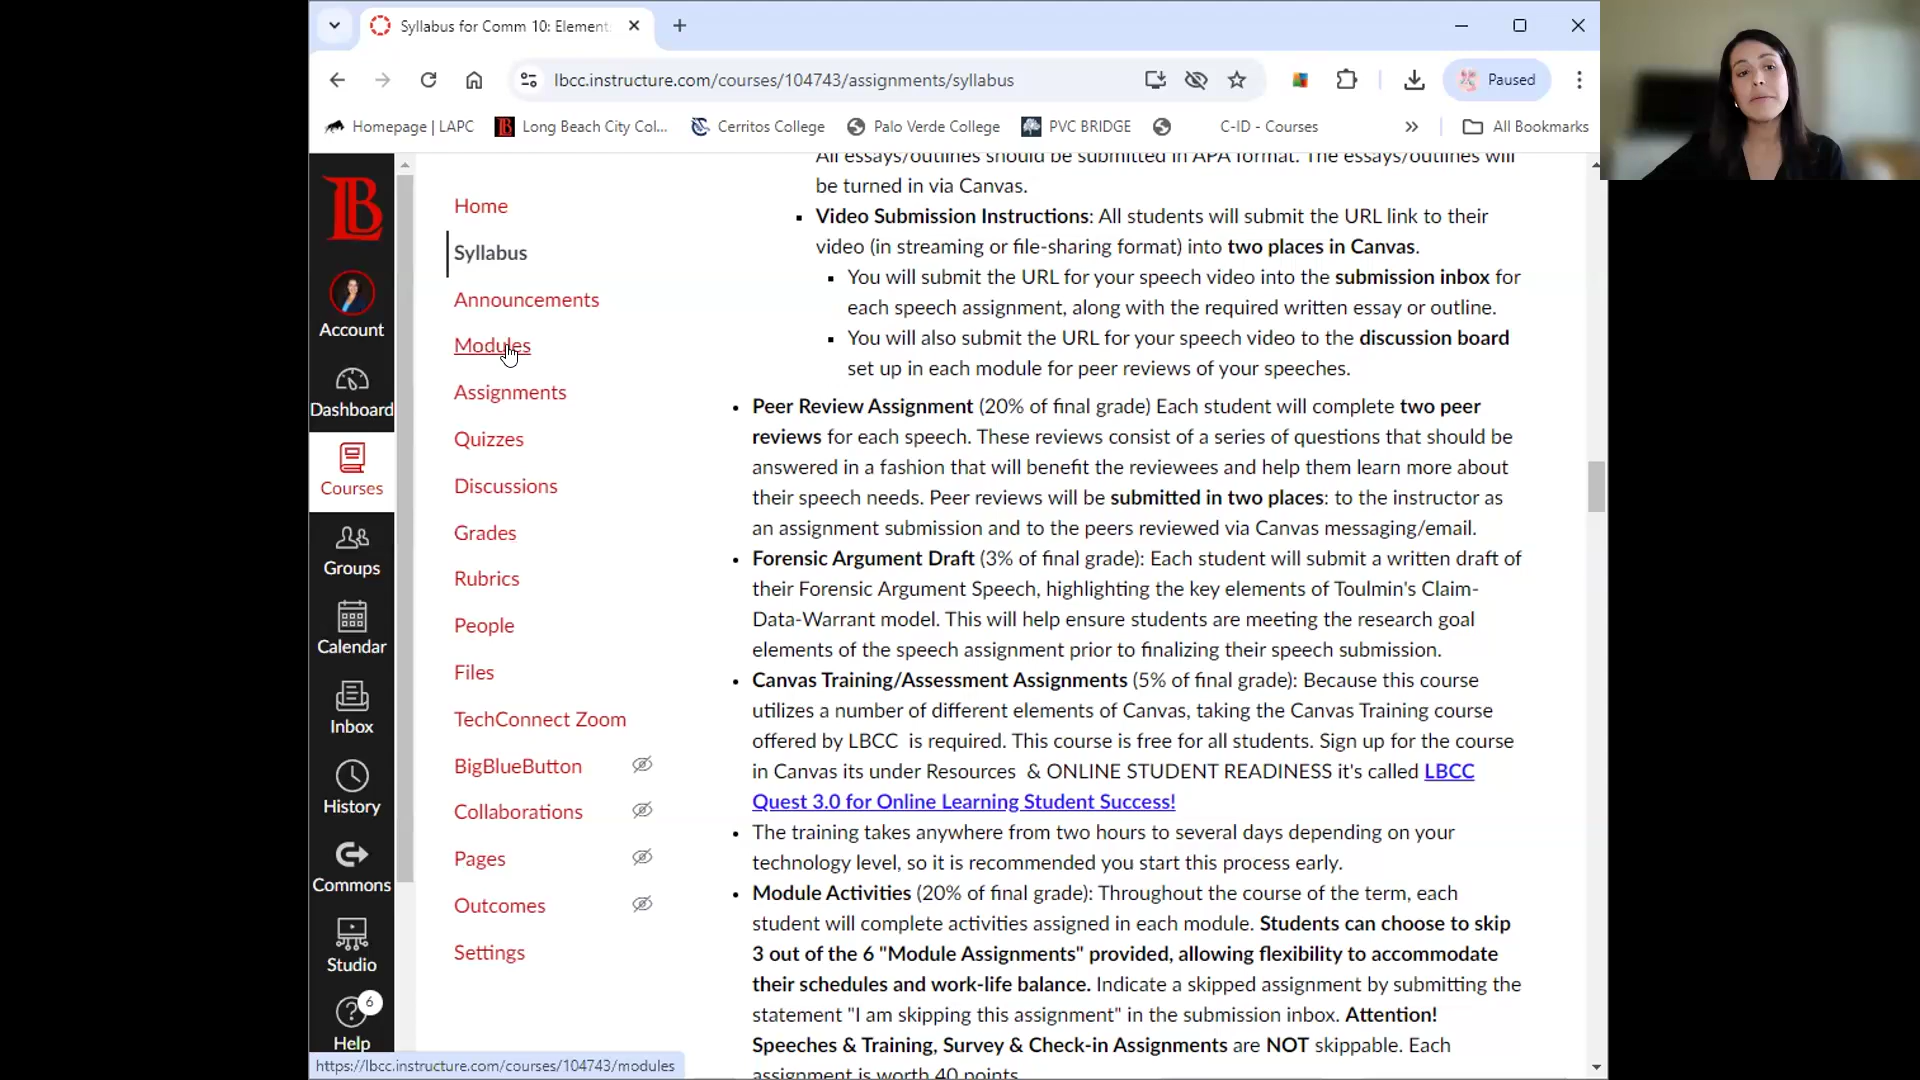 Syllabus for Comm 10: Element
lbcc.instructure.com/courses/104743/assignments/syllabus
Paused
Homepage | LAPC
Long Beach City Col...
Cerritos College
Palo Verde College
PVC BRIDGE
C-ID - Courses
»
All Bookmarks
LB
Account
Dashboard
Courses
Groups
Calendar
Inbox
History
Commons
Studio
6
Help
Home
Syllabus
Announcements
Modules
Assignments
Quizzes
Discussions
Grades
Rubrics
People
Files
TechConnect Zoom
BigBlueButton
Collaborations
Pages
Outcomes
Settings
All essays/outlines should be submitted in APA format. The essays/outlines will
be turned in via Canvas.
▪ Video Submission Instructions: All students will submit the URL link to their
video (in streaming or file-sharing format) into two places in Canvas.
▪ You will submit the URL for your speech video into the submission inbox for
each speech assignment, along with the required written essay or outline.
▪ You will also submit the URL for your speech video to the discussion board
set up in each module for peer reviews of your speeches.
• Peer Review Assignment (20% of final grade) Each student will complete two peer
reviews for each speech. These reviews consist of a series of questions that should be
answered in a fashion that will benefit the reviewees and help them learn more about
their speech needs. Peer reviews will be submitted in two places: to the instructor as
an assignment submission and to the peers reviewed via Canvas messaging/email.
• Forensic Argument Draft (3% of final grade): Each student will submit a written draft of
their Forensic Argument Speech, highlighting the key elements of Toulmin's Claim-
Data-Warrant model. This will help ensure students are meeting the research goal
elements of the speech assignment prior to finalizing their speech submission.
• Canvas Training/Assessment Assignments (5% of final grade): Because this course
utilizes a number of different elements of Canvas, taking the Canvas Training course
offered by LBCC is required. This course is free for all students. Sign up for the course
in Canvas its under Resources & ONLINE STUDENT READINESS it's called LBCC
Quest 3.0 for Online Learning Student Success!
• The training takes anywhere from two hours to several days depending on your
technology level, so it is recommended you start this process early.
• Module Activities (20% of final grade): Throughout the course of the term, each
student will complete activities assigned in each module. Students can choose to skip
3 out of the 6 "Module Assignments" provided, allowing flexibility to accommodate
their schedules and work-life balance. Indicate a skipped assignment by submitting the
statement "I am skipping this assignment" in the submission inbox. Attention!
Speeches & Training, Survey & Check-in Assignments are NOT skippable. Each
assignment is worth 40 points.
https://lbcc.instructure.com/courses/104743/modules